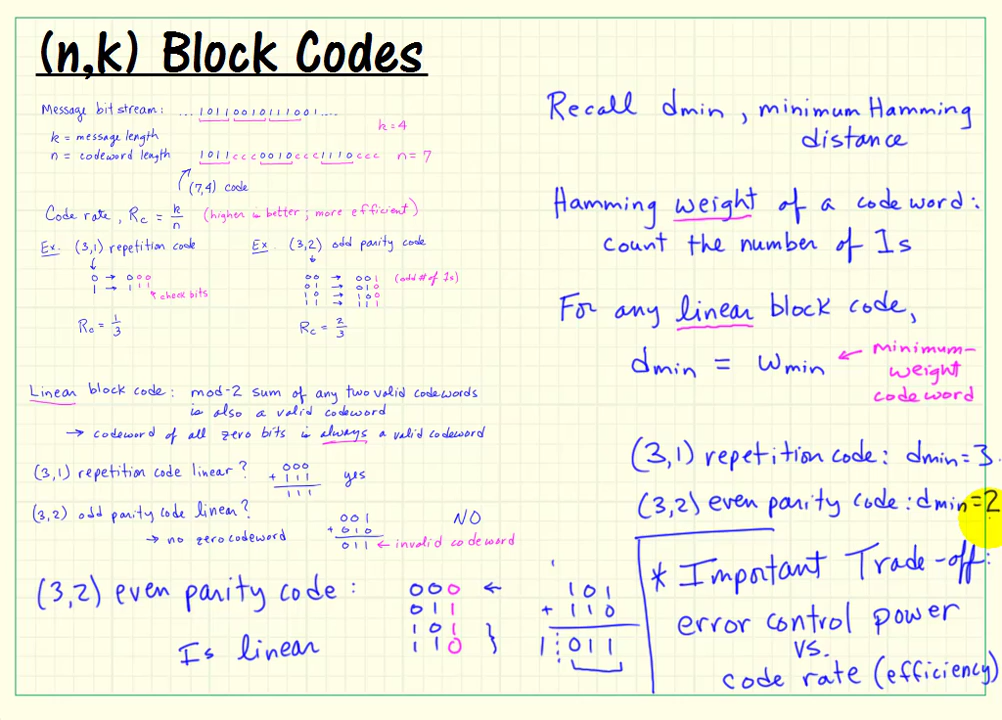 (n,k) Block Codes
Message bit stream: ... 1011001011 1001....
k = 4
k = message length
n = codeword length 1011ccc0010ccc1110ccc n = 7
(7,4) code
Code rate, Rc = k/n (higher is better; more efficient)
Ex. (3,1) repetition code
0 → 000
1 → 111
check bits
Rc = 1/3
Ex. (3,2) odd parity code
00 → 001 (odd # of 1s)
01 → 010
10 → 100
11 → 111
Rc = 2/3
Linear block code: mod-2 sum of any two valid codewords
is also a valid codeword
→ codeword of all zero bits is always a valid codeword
(3,1) repetition code linear? 000
+ 111
111
yes
(3,2) odd parity code linear?
→ no zero codeword
001
+ 010
011 ← invalid codeword
NO
(3,2) even parity code:
Is linear
000 ←
011
101
110 }
101
+ 110
1 011
Recall dmin, minimum Hamming
distance
Hamming weight of a code word:
count the number of 1s
For any linear block code,
dmin = wmin ← minimum-
weight
codeword
(3,1) repetition code: dmin=3.
(3,2) even parity code: dmin=2
* Important Trade-off:
error control power
vs.
code rate (efficiency)